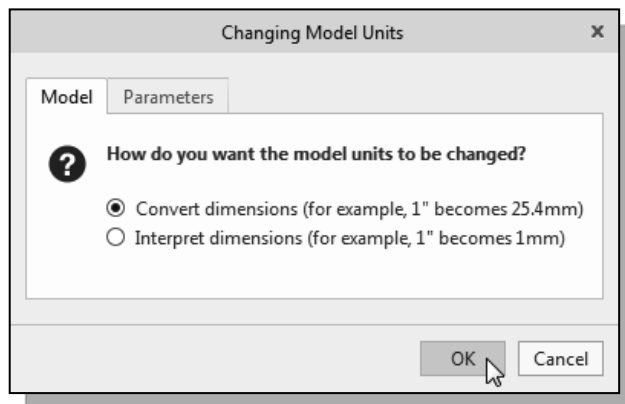 Changing Model Units
Model Parameters
How do you want the model units to be changed?
Convert dimensions (for example, 1" becomes 25.4mm)
Interpret dimensions (for example, 1" becomes 1mm)
OK Cancel